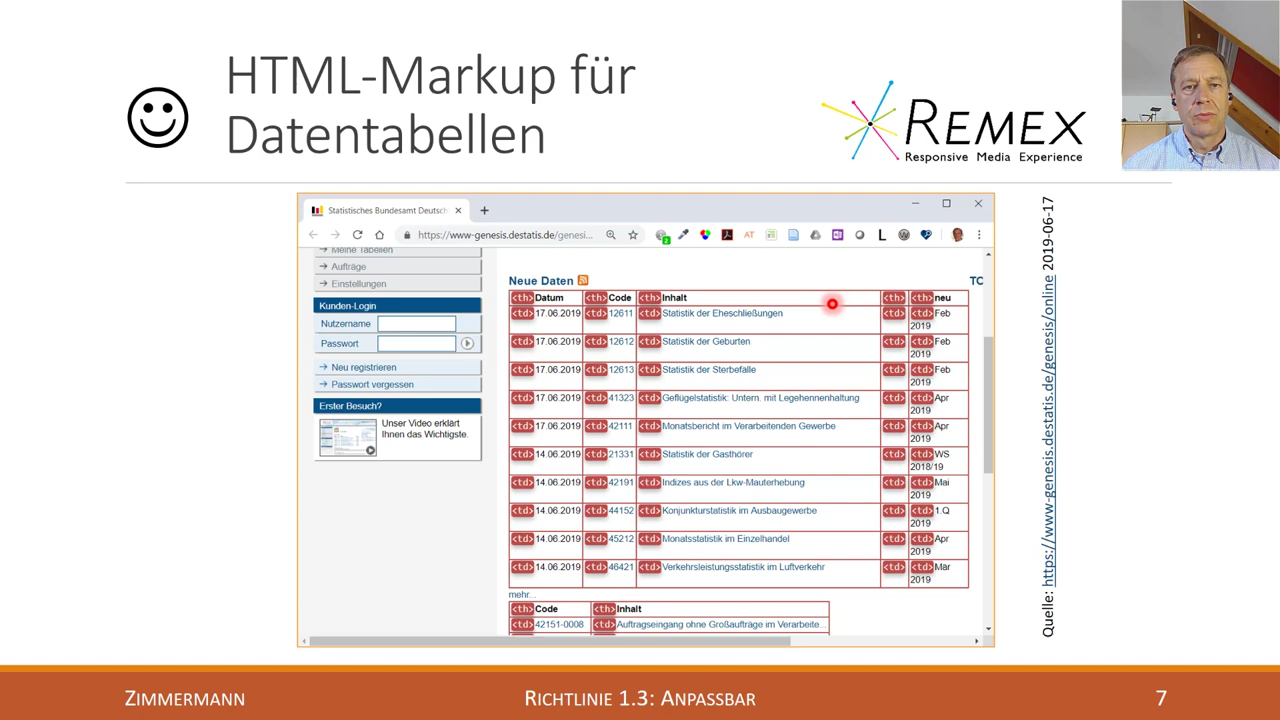 HTML-Markup für
Datentabellen
REMEX
Responsive Media Experience
Statistisches Bundesamt Deutsch
https://www-genesis.destatis.de/genesi...
2
AT
L
→ Meine Tabellen
→ Aufträge
→ Einstellungen
Kunden-Login
Nutzername
Passwort
→ Neu registrieren
→ Passwort vergessen
Erster Besuch?
Unser Video erklärt
Ihnen das Wichtigste.
Neue Daten TO
<th> Datum <th> Code <th> Inhalt <th> <th> neu
<td> 17.06.2019 <td> 12611 <td> Statistik der Eheschließungen <td> <td> Feb
2019
<td> 17.06.2019 <td> 12612 <td> Statistik der Geburten <td> <td> Feb
2019
<td> 17.06.2019 <td> 12613 <td> Statistik der Sterbefälle <td> <td> Feb
2019
<td> 17.06.2019 <td> 41323 <td> Geflügelstatistik: Untern. mit Legehennenhaltung <td> <td> Apr
2019
<td> 17.06.2019 <td> 42111 <td> Monatsbericht im Verarbeitenden Gewerbe <td> <td> Apr
2019
<td> 14.06.2019 <td> 21331 <td> Statistik der Gasthörer <td> <td> WS
2018/19
<td> 14.06.2019 <td> 42191 <td> Indizes aus der Lkw-Mauterhebung <td> <td> Mai
2019
<td> 14.06.2019 <td> 44152 <td> Konjunkturstatistik im Ausbaugewerbe <td> <td> 1.Q
2019
<td> 14.06.2019 <td> 45212 <td> Monatsstatistik im Einzelhandel <td> <td> Apr
2019
<td> 14.06.2019 <td> 46421 <td> Verkehrsleistungsstatistik im Luftverkehr <td> <td> Mär
2019
mehr...
<th> Code <th> Inhalt
<td> 42151-0008 <td> Auftragseingang ohne Großaufträge im Verarbeite...
Quelle: https://www-genesis.destatis.de/genesis/online 2019-06-17
ZIMMERMANN
RICHTLINIE 1.3: ANPASSBAR
7